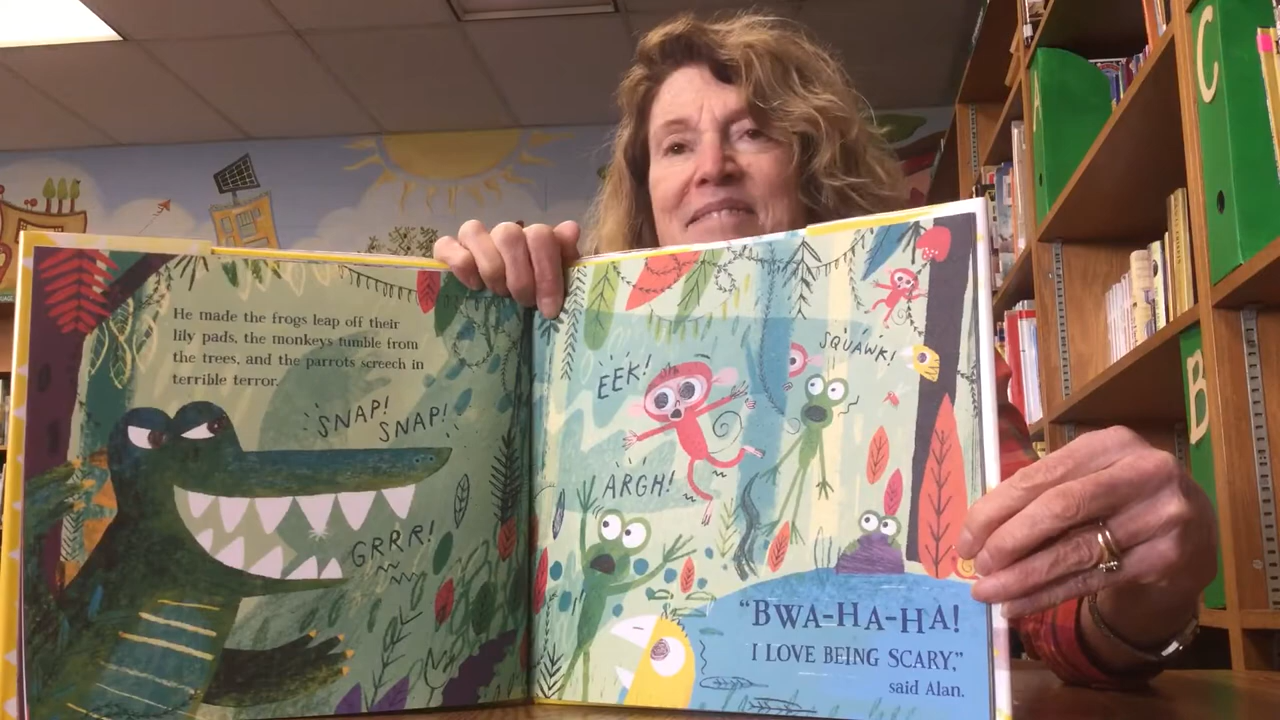 He made the frogs leap off their
lily pads, the monkeys tumble from
the trees, and the parrots screech in
terrible terror.
SNAP!
SNAP!
GRRR!
EEK!
SQUAWK!
ARGH!
"BWA-HA-HA!
I LOVE BEING SCARY,"
said Alan.
A
C
B